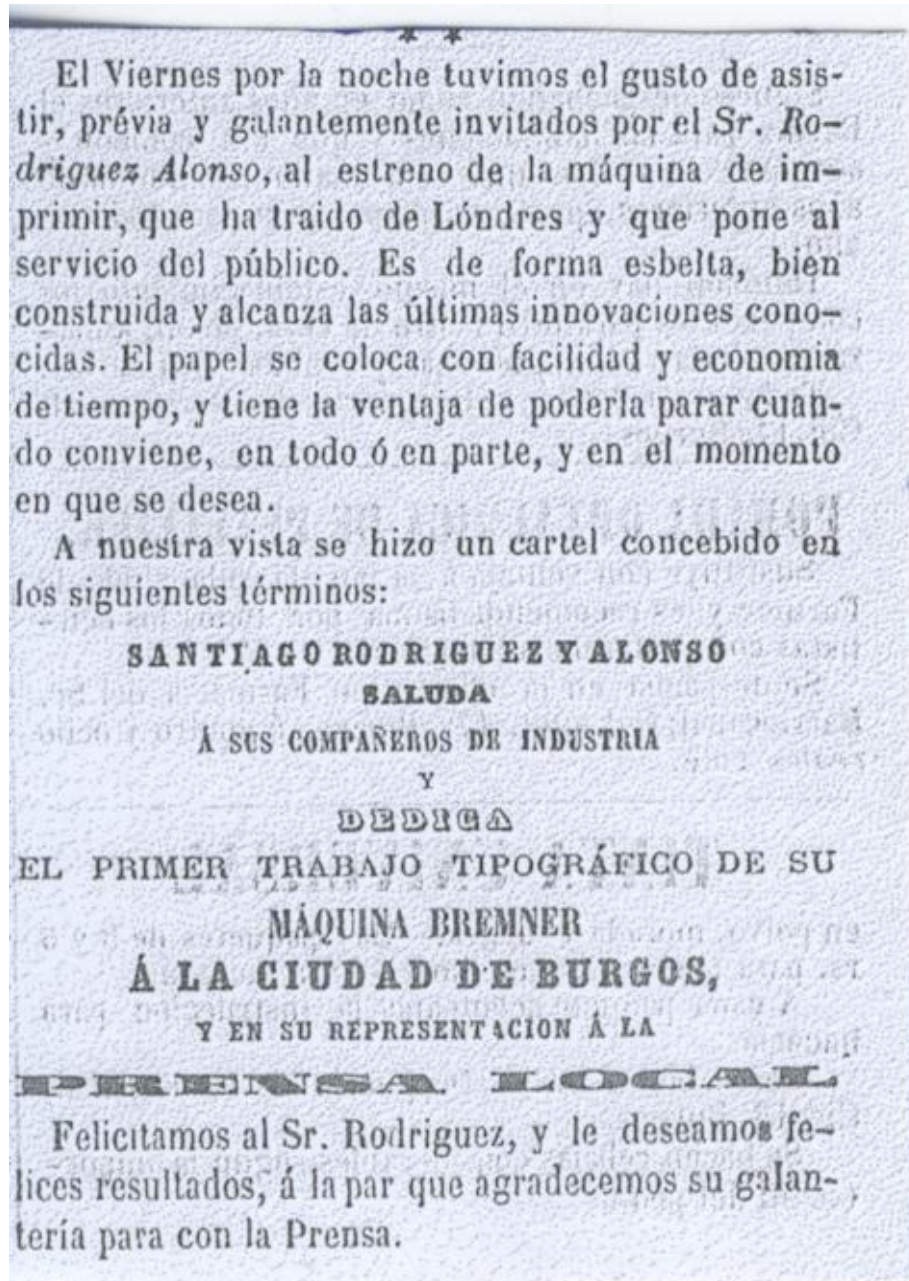 * *
El Viernes por la noche tuvimos el gusto de asis-
tir, prévia y galantemente invitados por el Sr. Ro-
driguez Alonso, al estreno de la máquina de im-
primir, que ha traido de Lóndres y que pone al
servicio del público. Es de forma esbelta, bien
construida y alcanza las últimas innovaciones cono-
cidas. El papel se coloca con facilidad y economia
de tiempo, y tiene la ventaja de poderla parar cuan-
do conviene, en todo ó en parte, y en el momento
en que se desea.
A nuestra vista se hizo un cartel concebido en
los siguientes términos:
SANTIAGO RODRIGUEZ Y ALONSO
SALUDA
Á SUS COMPAÑEROS DE INDUSTRIA
Y
DEDICA
EL PRIMER TRABAJO TIPOGRÁFICO DE SU
MÁQUINA BREMNER
Á LA CIUDAD DE BURGOS,
Y EN SU REPRESENTACION Á LA
PRENSA LOCAL
Felicitamos al Sr. Rodriguez, y le deseamos fe-
lices resultados, á la par que agradecemos su galan-
tería para con la Prensa.